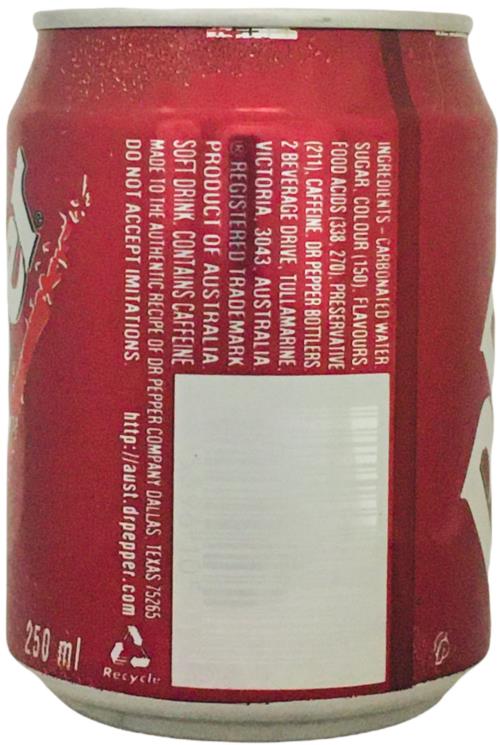 INGREDIENTS - CARBONATED WATER,
SUGAR, COLOUR (150), FLAVOURS,
FOOD ACIDS (338, 270), PRESERVATIVE
(211), CAFFEINE. DR PEPPER BOTTLERS
2 BEVERAGE DRIVE, TULLAMARINE,
VICTORIA, 3043, AUSTRALIA.
® REGISTERED TRADEMARK
PRODUCT OF AUSTRALIA.
SOFT DRINK, CONTAINS CAFFEINE
MADE TO THE AUTHENTIC RECIPE OF DR PEPPER COMPANY DALLAS, TEXAS 75265
DO NOT ACCEPT IMITATIONS. http://aust.drpepper.com
250 ml
Recycle